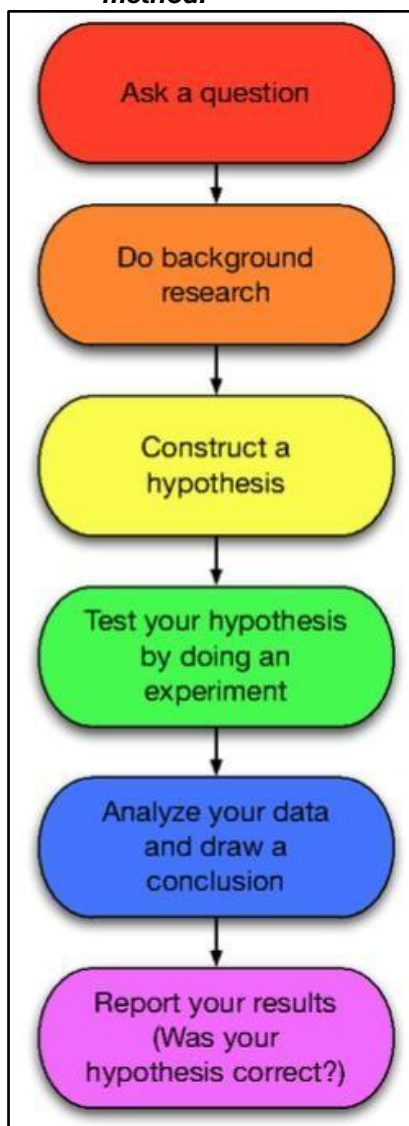 method.
Ask a question
Do background
research
Construct a
hypothesis
Test your hypothesis
by doing an
experiment
Analyze your data
and draw a
conclusion
Report your results
(Was your
hypothesis correct?)